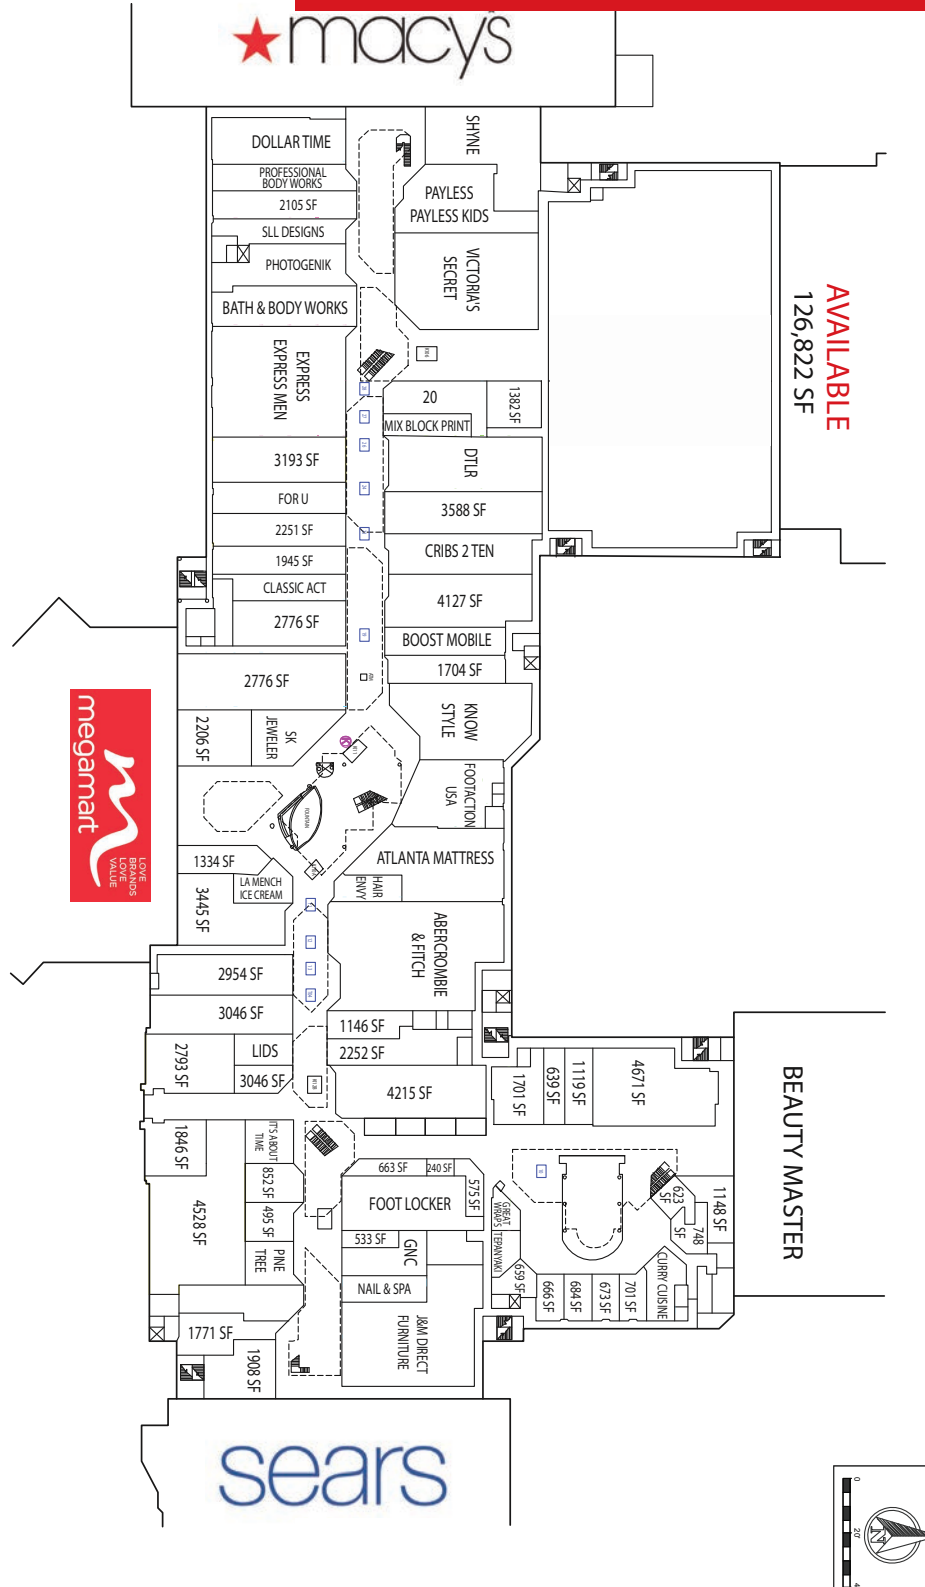 macy's
DOLLAR TIME
PROFESSIONAL
BODY WORKS
2105 SF
SLL DESIGNS
PHOTOGENIK
BATH & BODY WORKS
EXPRESS
EXPRESS MEN
3193 SF
FOR U
2251 SF
1945 SF
CLASSIC ACT
2776 SF
2776 SF
2206 SF
SK
JEWELER
SHYNE
PAYLESS
PAYLESS KIDS
VICTORIA'S
SECRET
20
1382 SF
MIX BLOCK PRINT
DTLR
3588 SF
CRIBS 2 TEN
4127 SF
BOOST MOBILE
1704 SF
KNOW
STYLE
FOOTACTION
USA
ATLANTA MATTRESS
HAIR
ENVY
ABERCROMBIE
& FITCH
AVAILABLE
126,822 SF
megamart
LOVE
BRANDS
LOVE
VALUE
FOUNTAIN
1334 SF
LA MENCH
ICE CREAM
3445 SF
2954 SF
3046 SF
2793 SF
LIDS
3046 SF
1146 SF
2252 SF
4215 SF
1701 SF
639 SF
1119 SF
4671 SF
BEAUTY MASTER
1846 SF
IT'S ABOUT
TIME
852 SF
4528 SF
495 SF
PINE
TREE
1771 SF
1908 SF
663 SF
240 SF
575 SF
FOOT LOCKER
533 SF
GNC
NAIL & SPA
J&M DIRECT
FURNITURE
GREAT
WRAPS
TEPANYAKI
659 SF
666 SF
684 SF
673 SF
701 SF
CURRY CUISINE
623
SF
748
SF
1148 SF
sears
0
20'
N